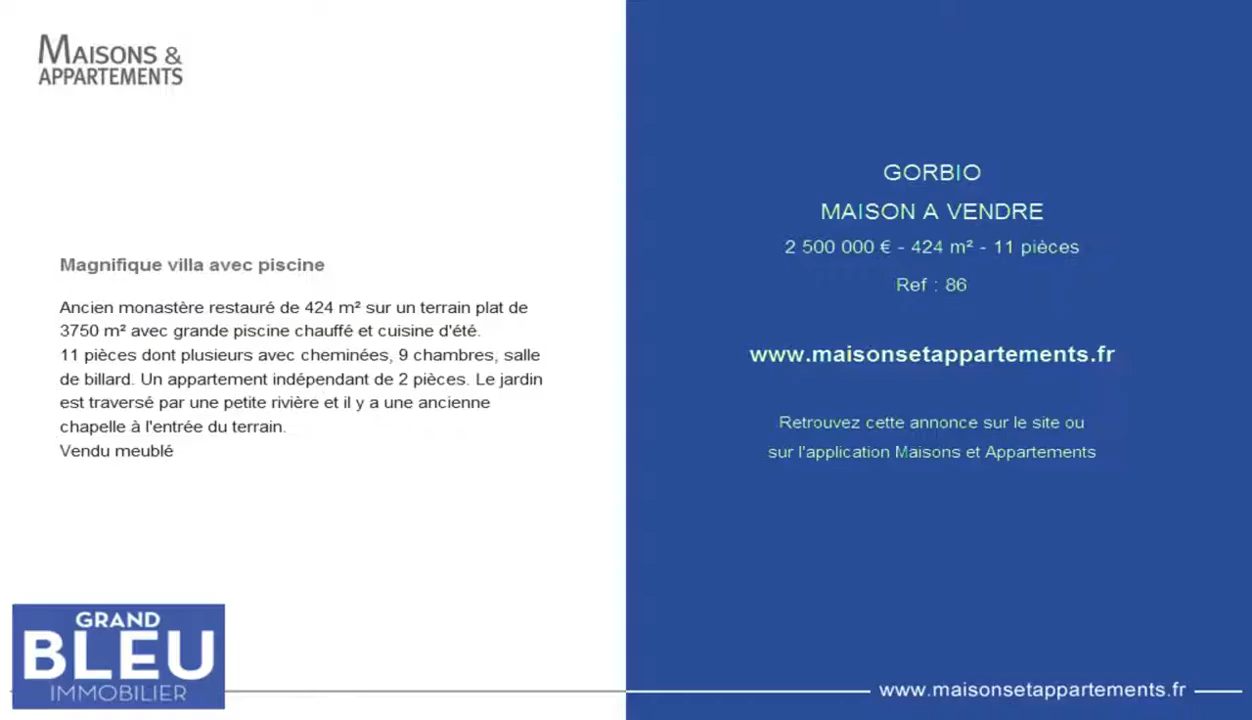 MAISONS &
APPARTEMENTS
Magnifique villa avec piscine
Ancien monastère restauré de 424 m² sur un terrain plat de
3750 m² avec grande piscine chauffé et cuisine d'été.
11 pièces dont plusieurs avec cheminées, 9 chambres, salle
de billard. Un appartement indépendant de 2 pièces. Le jardin
est traversé par une petite rivière et il y a une ancienne
chapelle à l'entrée du terrain.
Vendu meublé
GRAND
BLEU
IMMOBILIER
GORBIO
MAISON A VENDRE
2 500 000 € - 424 m² - 11 pièces
Ref : 86
www.maisonsetappartements.fr
Retrouvez cette annonce sur le site ou
sur l'application Maisons et Appartements
www.maisonsetappartements.fr